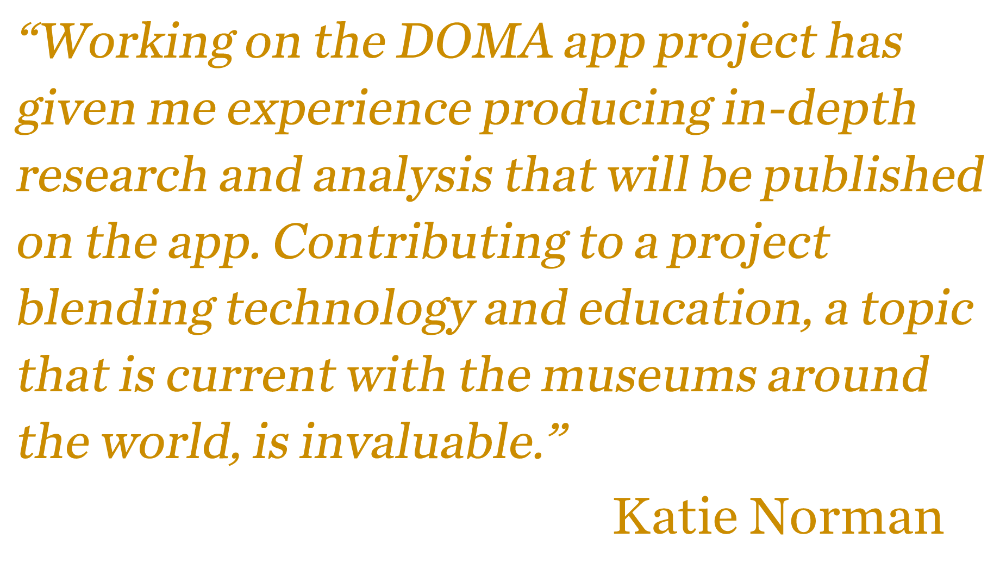 “Working on the DOMA app project has
given me experience producing in-depth
research and analysis that will be published
on the app. Contributing to a project
blending technology and education, a topic
that is current with the museums around
the world, is invaluable.”
Katie Norman